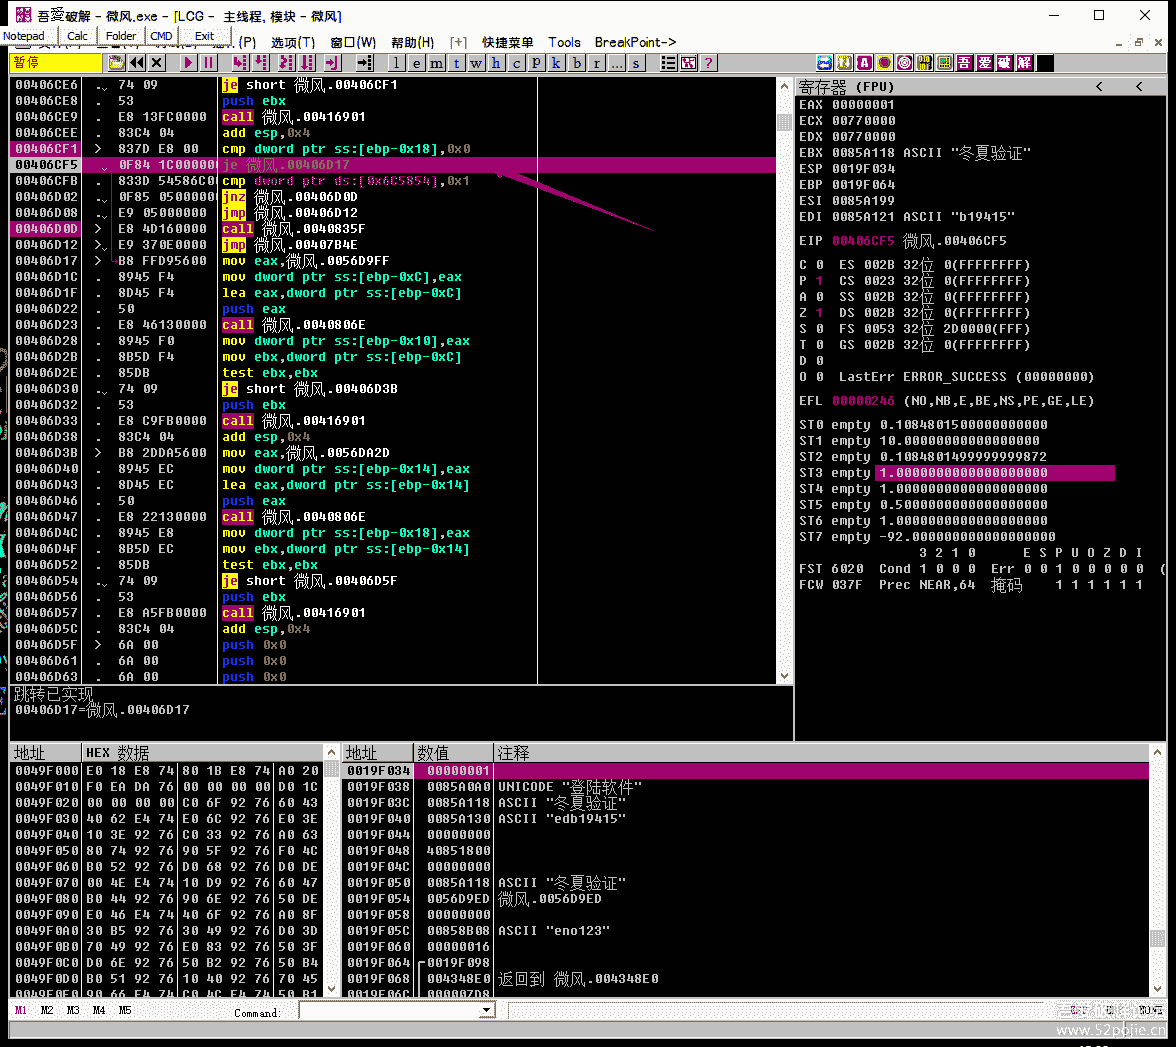 吾愛破解 - 微风.exe - [LCG - 主线程, 模块 - 微风]
Notepad Calc Folder CMD Exit (P) 选项(T) 窗口(W) 帮助(H) [+] 快捷菜单 Tools BreakPoint->
暂停 l e m t w h c p k b r ... s ? 吾 爱 破 解
00406CE6 . 74 09 je short 微风.00406CF1
00406CE8 . 53 push ebx
00406CE9 . E8 13FC0000 call 微风.00416901
00406CEE . 83C4 04 add esp,0x4
00406CF1 > 837D E8 00 cmp dword ptr ss:[ebp-0x18],0x0
00406CF5 . 0F84 1C000000 je 微风.00406D17
00406CFB . 833D 54586C0 cmp dword ptr ds:[0x6C5854],0x1
00406D02 . 0F85 0500000 jnz 微风.00406D0D
00406D08 . E9 05000000 jmp 微风.00406D12
00406D0D > E8 4D160000 call 微风.0040835F
00406D12 > E9 370E0000 jmp 微风.00407B4E
00406D17 > B8 FFD95600 mov eax,微风.0056D9FF
00406D1C . 8945 F4 mov dword ptr ss:[ebp-0xC],eax
00406D1F . 8D45 F4 lea eax,dword ptr ss:[ebp-0xC]
00406D22 . 50 push eax
00406D23 . E8 46130000 call 微风.0040806E
00406D28 . 8945 F0 mov dword ptr ss:[ebp-0x10],eax
00406D2B . 8B5D F4 mov ebx,dword ptr ss:[ebp-0xC]
00406D2E . 85DB test ebx,ebx
00406D30 . 74 09 je short 微风.00406D3B
00406D32 . 53 push ebx
00406D33 . E8 C9FB0000 call 微风.00416901
00406D38 . 83C4 04 add esp,0x4
00406D3B > B8 2DDA5600 mov eax,微风.0056DA2D
00406D40 . 8945 EC mov dword ptr ss:[ebp-0x14],eax
00406D43 . 8D45 EC lea eax,dword ptr ss:[ebp-0x14]
00406D46 . 50 push eax
00406D47 . E8 22130000 call 微风.0040806E
00406D4C . 8945 E8 mov dword ptr ss:[ebp-0x18],eax
00406D4F . 8B5D EC mov ebx,dword ptr ss:[ebp-0x14]
00406D52 . 85DB test ebx,ebx
00406D54 . 74 09 je short 微风.00406D5F
00406D56 . 53 push ebx
00406D57 . E8 A5FB0000 call 微风.00416901
00406D5C . 83C4 04 add esp,0x4
00406D5F > 6A 00 push 0x0
00406D61 . 6A 00 push 0x0
00406D63 . 6A 00 push 0x0
跳转已实现
00406D17=微风.00406D17
寄存器 (FPU) < <
EAX 00000001
ECX 00770000
EDX 00770000
EBX 0085A118 ASCII "冬夏验证"
ESP 0019F034
EBP 0019F064
ESI 0085A199
EDI 0085A121 ASCII "b19415"
EIP 00406CF5 微风.00406CF5
C 0 ES 002B 32位 0(FFFFFFFF)
P 1 CS 0023 32位 0(FFFFFFFF)
A 0 SS 002B 32位 0(FFFFFFFF)
Z 1 DS 002B 32位 0(FFFFFFFF)
S 0 FS 0053 32位 2D0000(FFF)
T 0 GS 002B 32位 0(FFFFFFFF)
D 0
O 0 LastErr ERROR_SUCCESS (00000000)
EFL 00000246 (NO,NB,E,BE,NS,PE,GE,LE)
ST0 empty 0.1084801500000000000
ST1 empty 10.000000000000000000
ST2 empty 0.1084801499999999872
ST3 empty 1.0000000000000000000
ST4 empty 1.0000000000000000000
ST5 empty 0.5000000000000000000
ST6 empty 1.0000000000000000000
ST7 empty -92.000000000000000000
3 2 1 0 E S P U O Z D I
FST 6020 Cond 1 0 0 0 Err 0 0 1 0 0 0 0 0 (
FCW 037F Prec NEAR,64 掩码 1 1 1 1 1 1
地址 HEX 数据
0049F000 E0 18 E8 74 80 1B E8 74 A0 20
0049F010 F0 EA DA 76 00 00 00 00 D0 1C
0049F020 00 00 00 00 C0 6F 92 76 60 43
0049F030 40 62 E4 74 E0 6C 92 76 E0 3E
0049F040 10 3E 92 76 C0 33 92 76 A0 63
0049F050 80 74 92 76 90 5F 92 76 F0 4C
0049F060 B0 52 92 76 D0 68 92 76 D0 DE
0049F070 00 4E E4 74 10 D9 92 76 60 47
0049F080 B0 44 92 76 90 6E 92 76 50 DE
0049F090 E0 46 E4 74 40 6F 92 76 A0 8F
0049F0A0 30 B5 92 76 30 49 92 76 D0 3D
0049F0B0 70 49 92 76 E0 83 92 76 50 3F
0049F0C0 D0 6E 92 76 50 B2 92 76 50 B4
0049F0D0 B0 51 92 76 10 40 92 76 70 45
0049F0E0 90 66 E4 74 C0 4C E4 74 50 B1
地址 数值 注释
0019F034 00000001
0019F038 0085A0A0 UNICODE "登陆软件"
0019F03C 0085A118 ASCII "冬夏验证"
0019F040 0085A130 ASCII "edb19415"
0019F044 00000000
0019F048 40851800
0019F04C 00000000
0019F050 0085A118 ASCII "冬夏验证"
0019F054 0056D9ED 微风.0056D9ED
0019F058 00000000
0019F05C 00858B08 ASCII "eno123"
0019F060 00000016
0019F064 0019F098
0019F068 004348E0 返回到 微风.004348E0
0019F06C 000007D8
M1 M2 M3 M4 M5 Command:
www.52pojie.cn